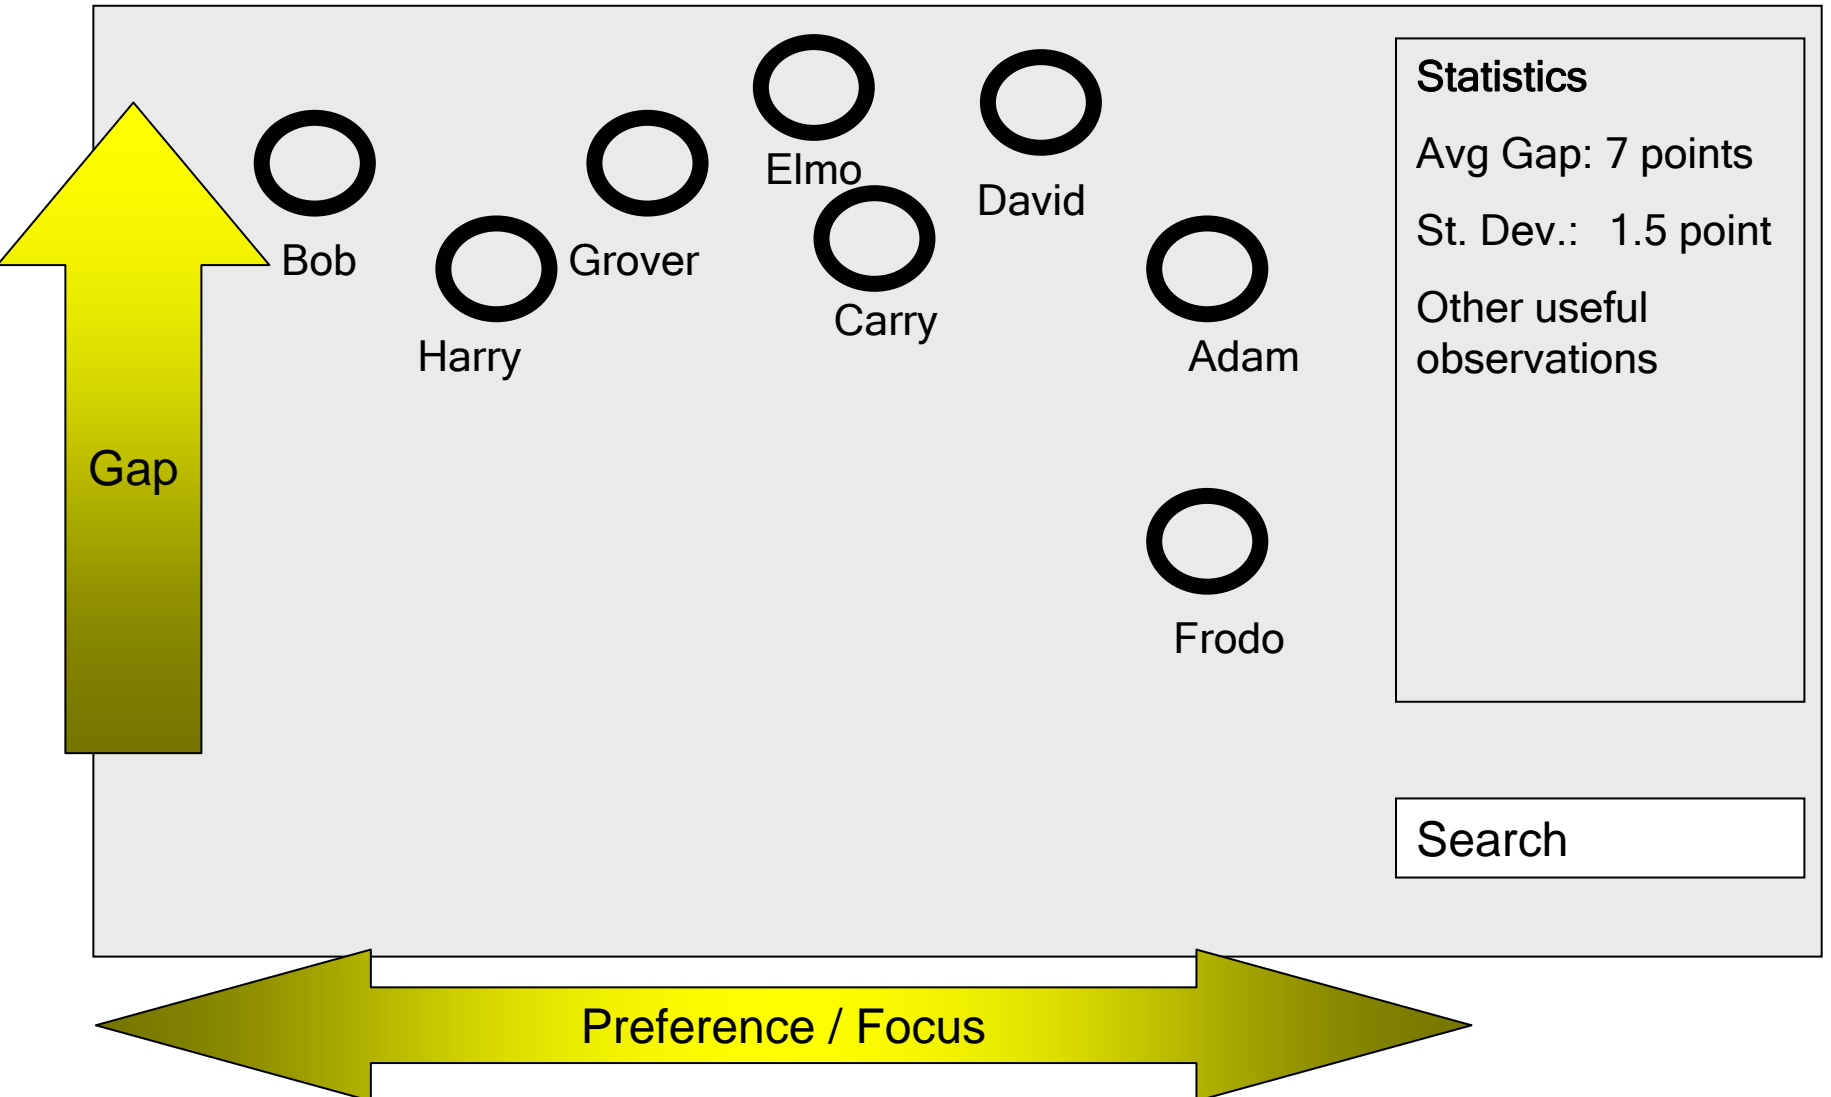 Statistics
Avg Gap: 7 points
St. Dev.: 1.5 point
Other useful
observations
Elmo
David
Bob
Grover
Carry
Harry
Adam
Gap
Frodo
Search
Preference / Focus